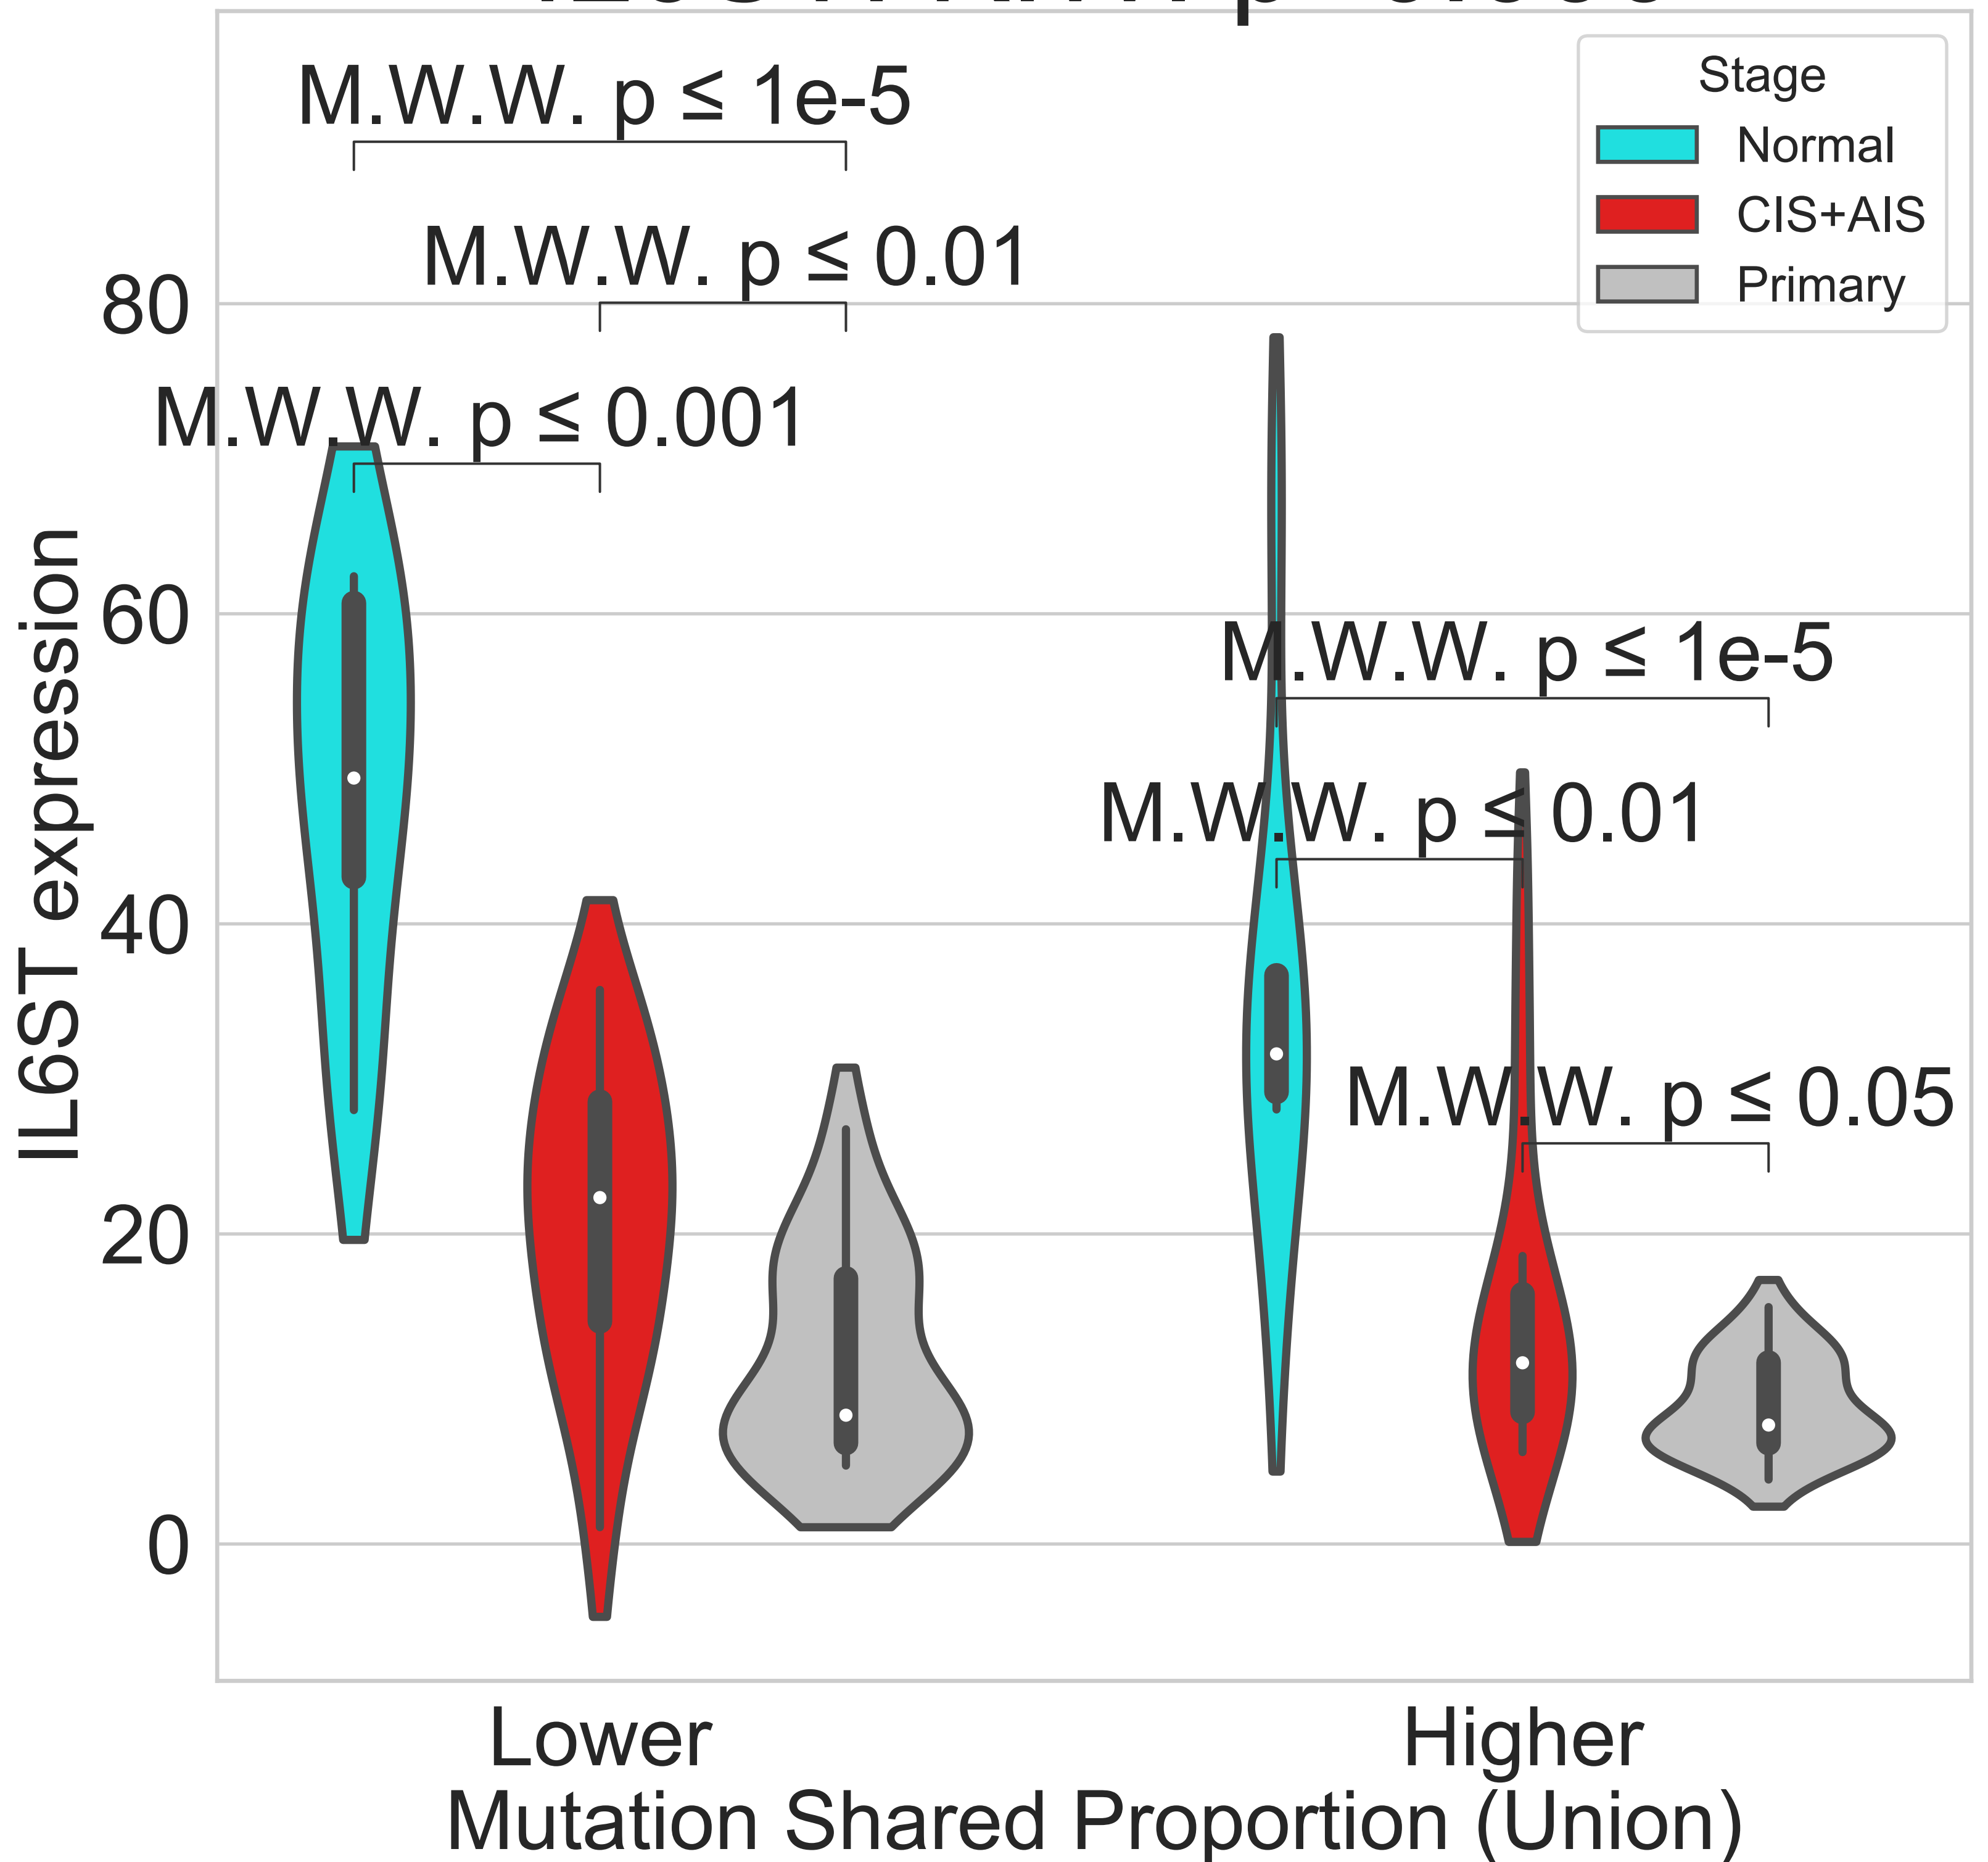 M.W.W. p ≤ 1e-5
Stage
Normal
CIS+AIS
Primary
M.W.W. p ≤ 0.01
80
M.W.W. p ≤ 0.001
60
M.W.W. p ≤ 1e-5
M.W.W. p ≤ 0.01
40
M.W.W. p ≤ 0.05
20
0
IL6ST expression
Lower
Higher
Mutation Shared Proportion (Union)